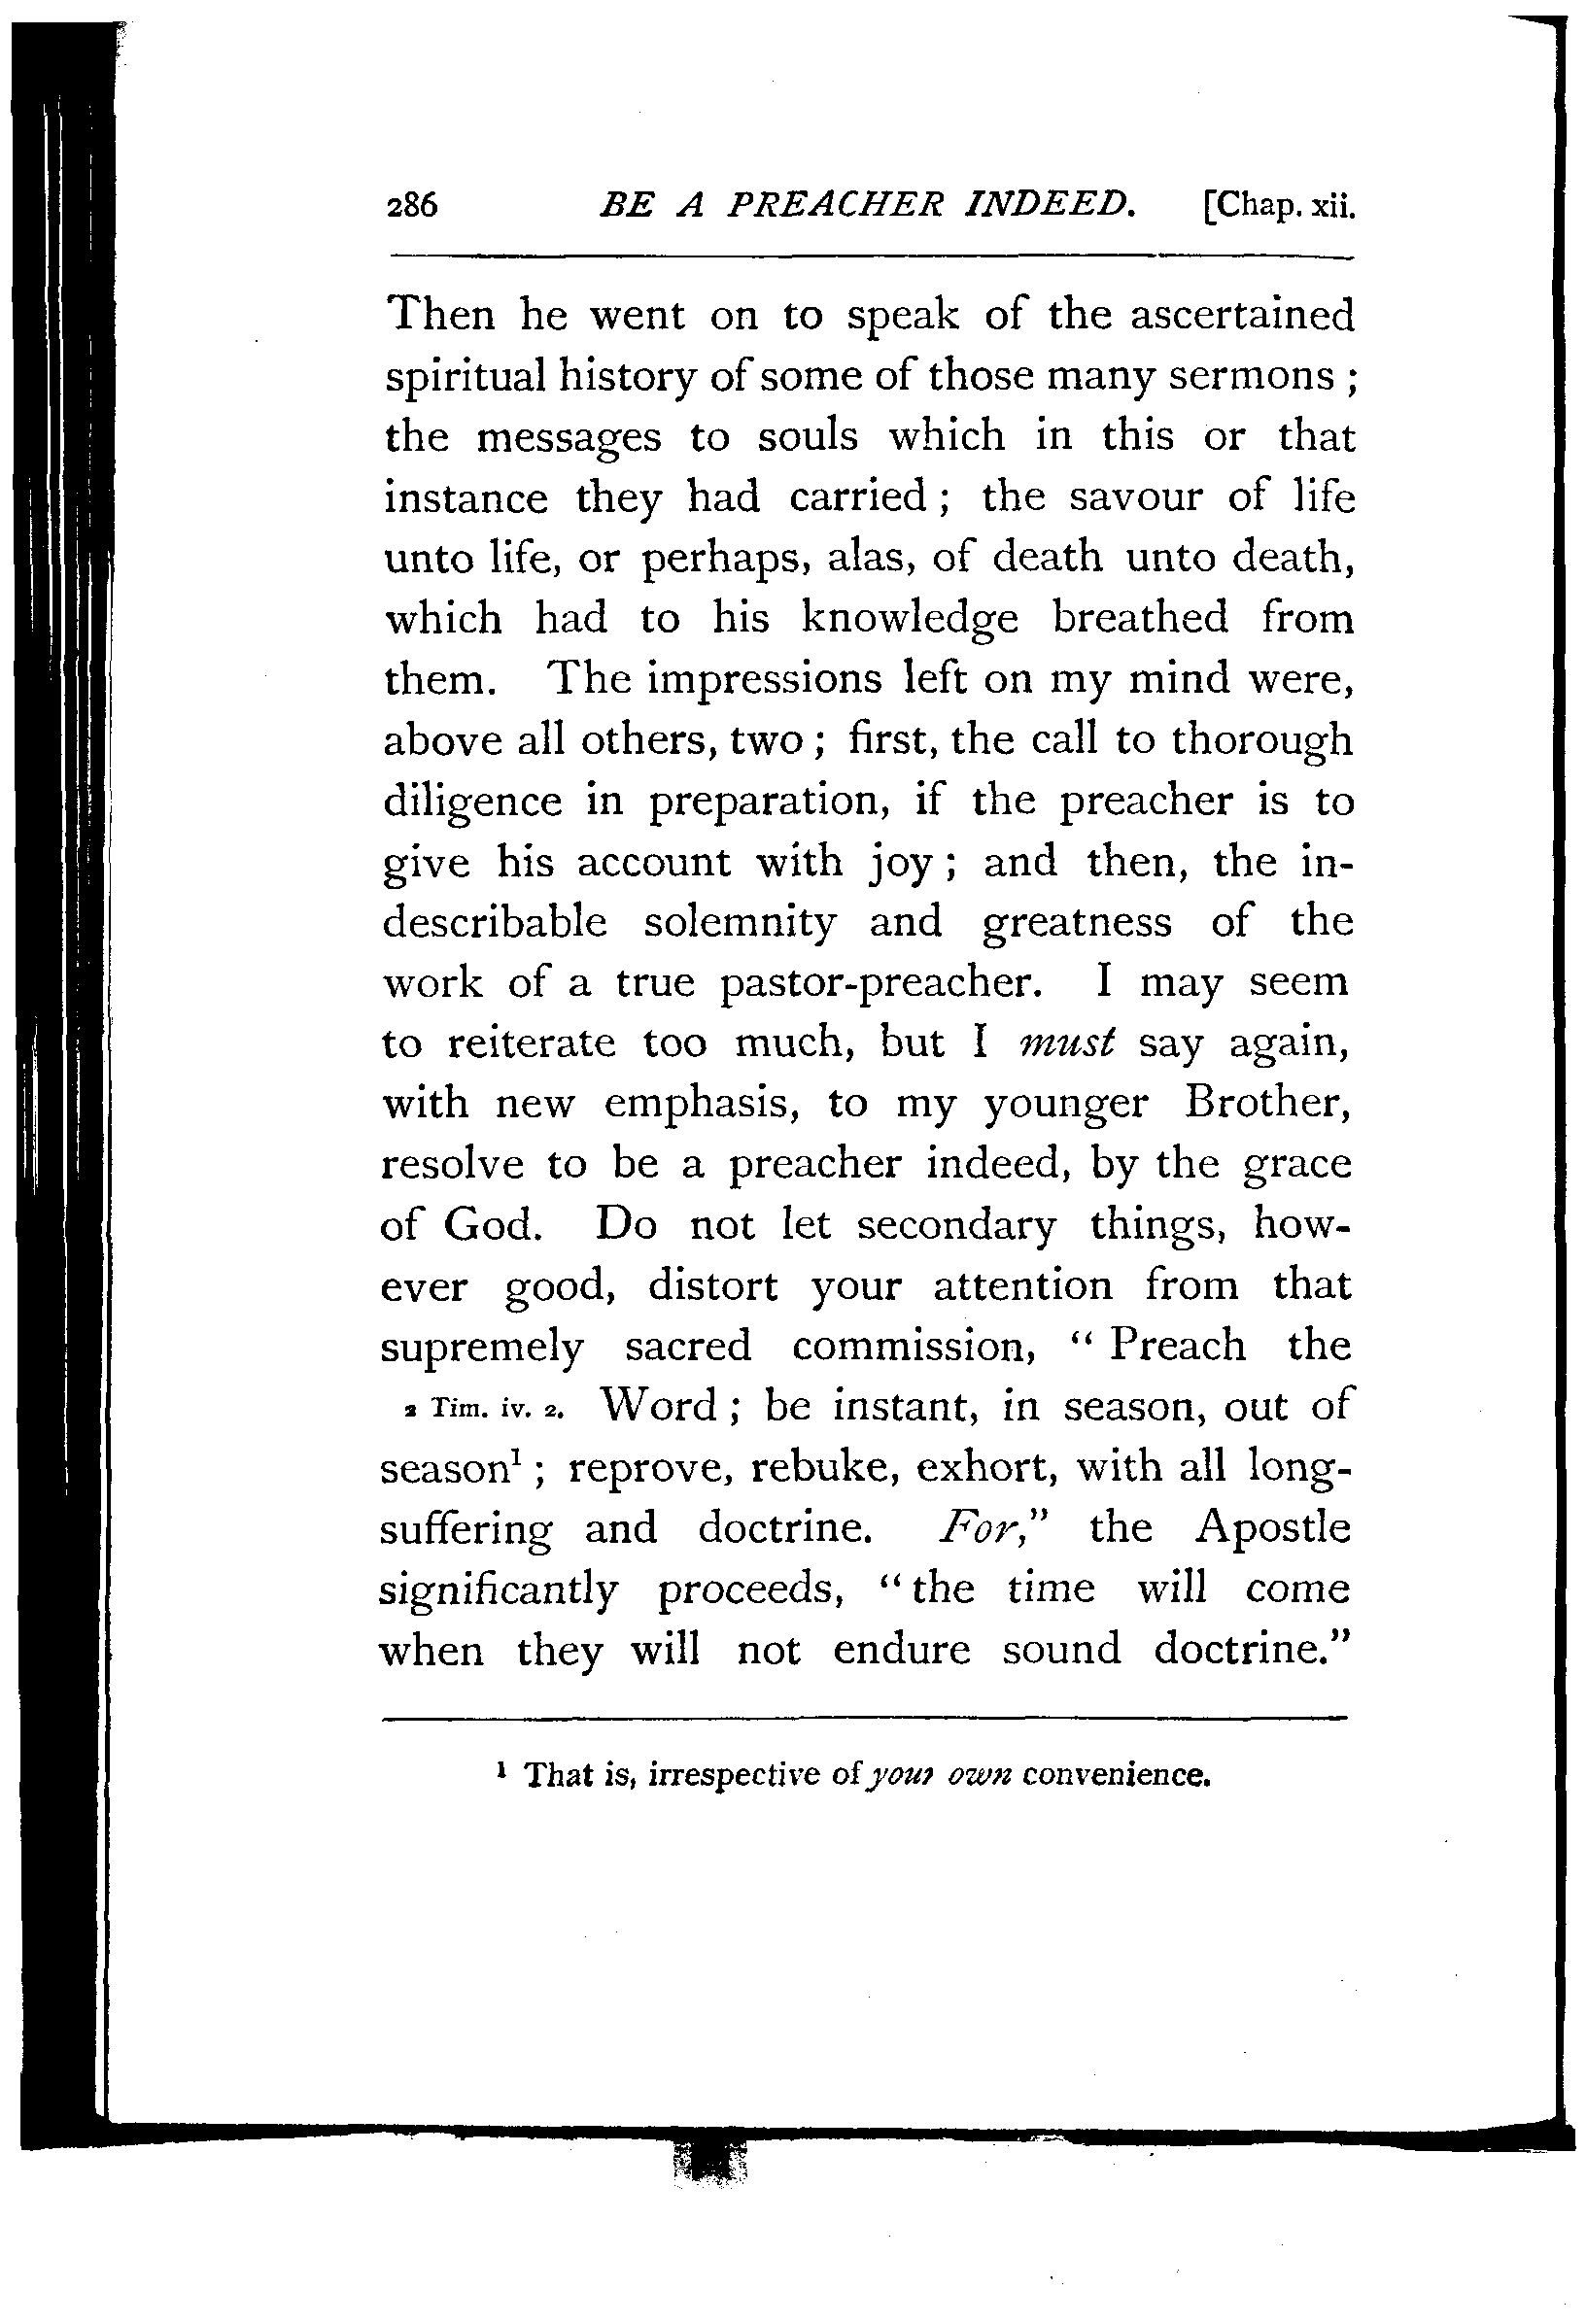 286 BE A PREACHER INDEED. [Chap. xii.
Then he went on to speak of the ascertained
spiritual history of some of those many sermons ;
the messages to souls which in this or that
instance they had carried ; the savour of life
unto life, or perhaps, alas, of death unto death,
which had to his knowledge breathed from
them. The impressions left on my mind were,
above all others, two ; first, the call to thorough
diligence in preparation, if the preacher is to
give his account with joy ; and then, the in-
describable solemnity and greatness of the
work of a true pastor-preacher. I may seem
to reiterate too much, but I must say again,
with new emphasis, to my younger Brother,
resolve to be a preacher indeed, by the grace
of God. Do not let secondary things, how-
ever good, distort your attention from that
supremely sacred commission, “ Preach the
2 Tim. iv. 2. Word ; be instant, in season, out of
season¹ ; reprove, rebuke, exhort, with all long-
suffering and doctrine. For,” the Apostle
significantly proceeds, “ the time will come
when they will not endure sound doctrine.”
¹ That is, irrespective of your own convenience.